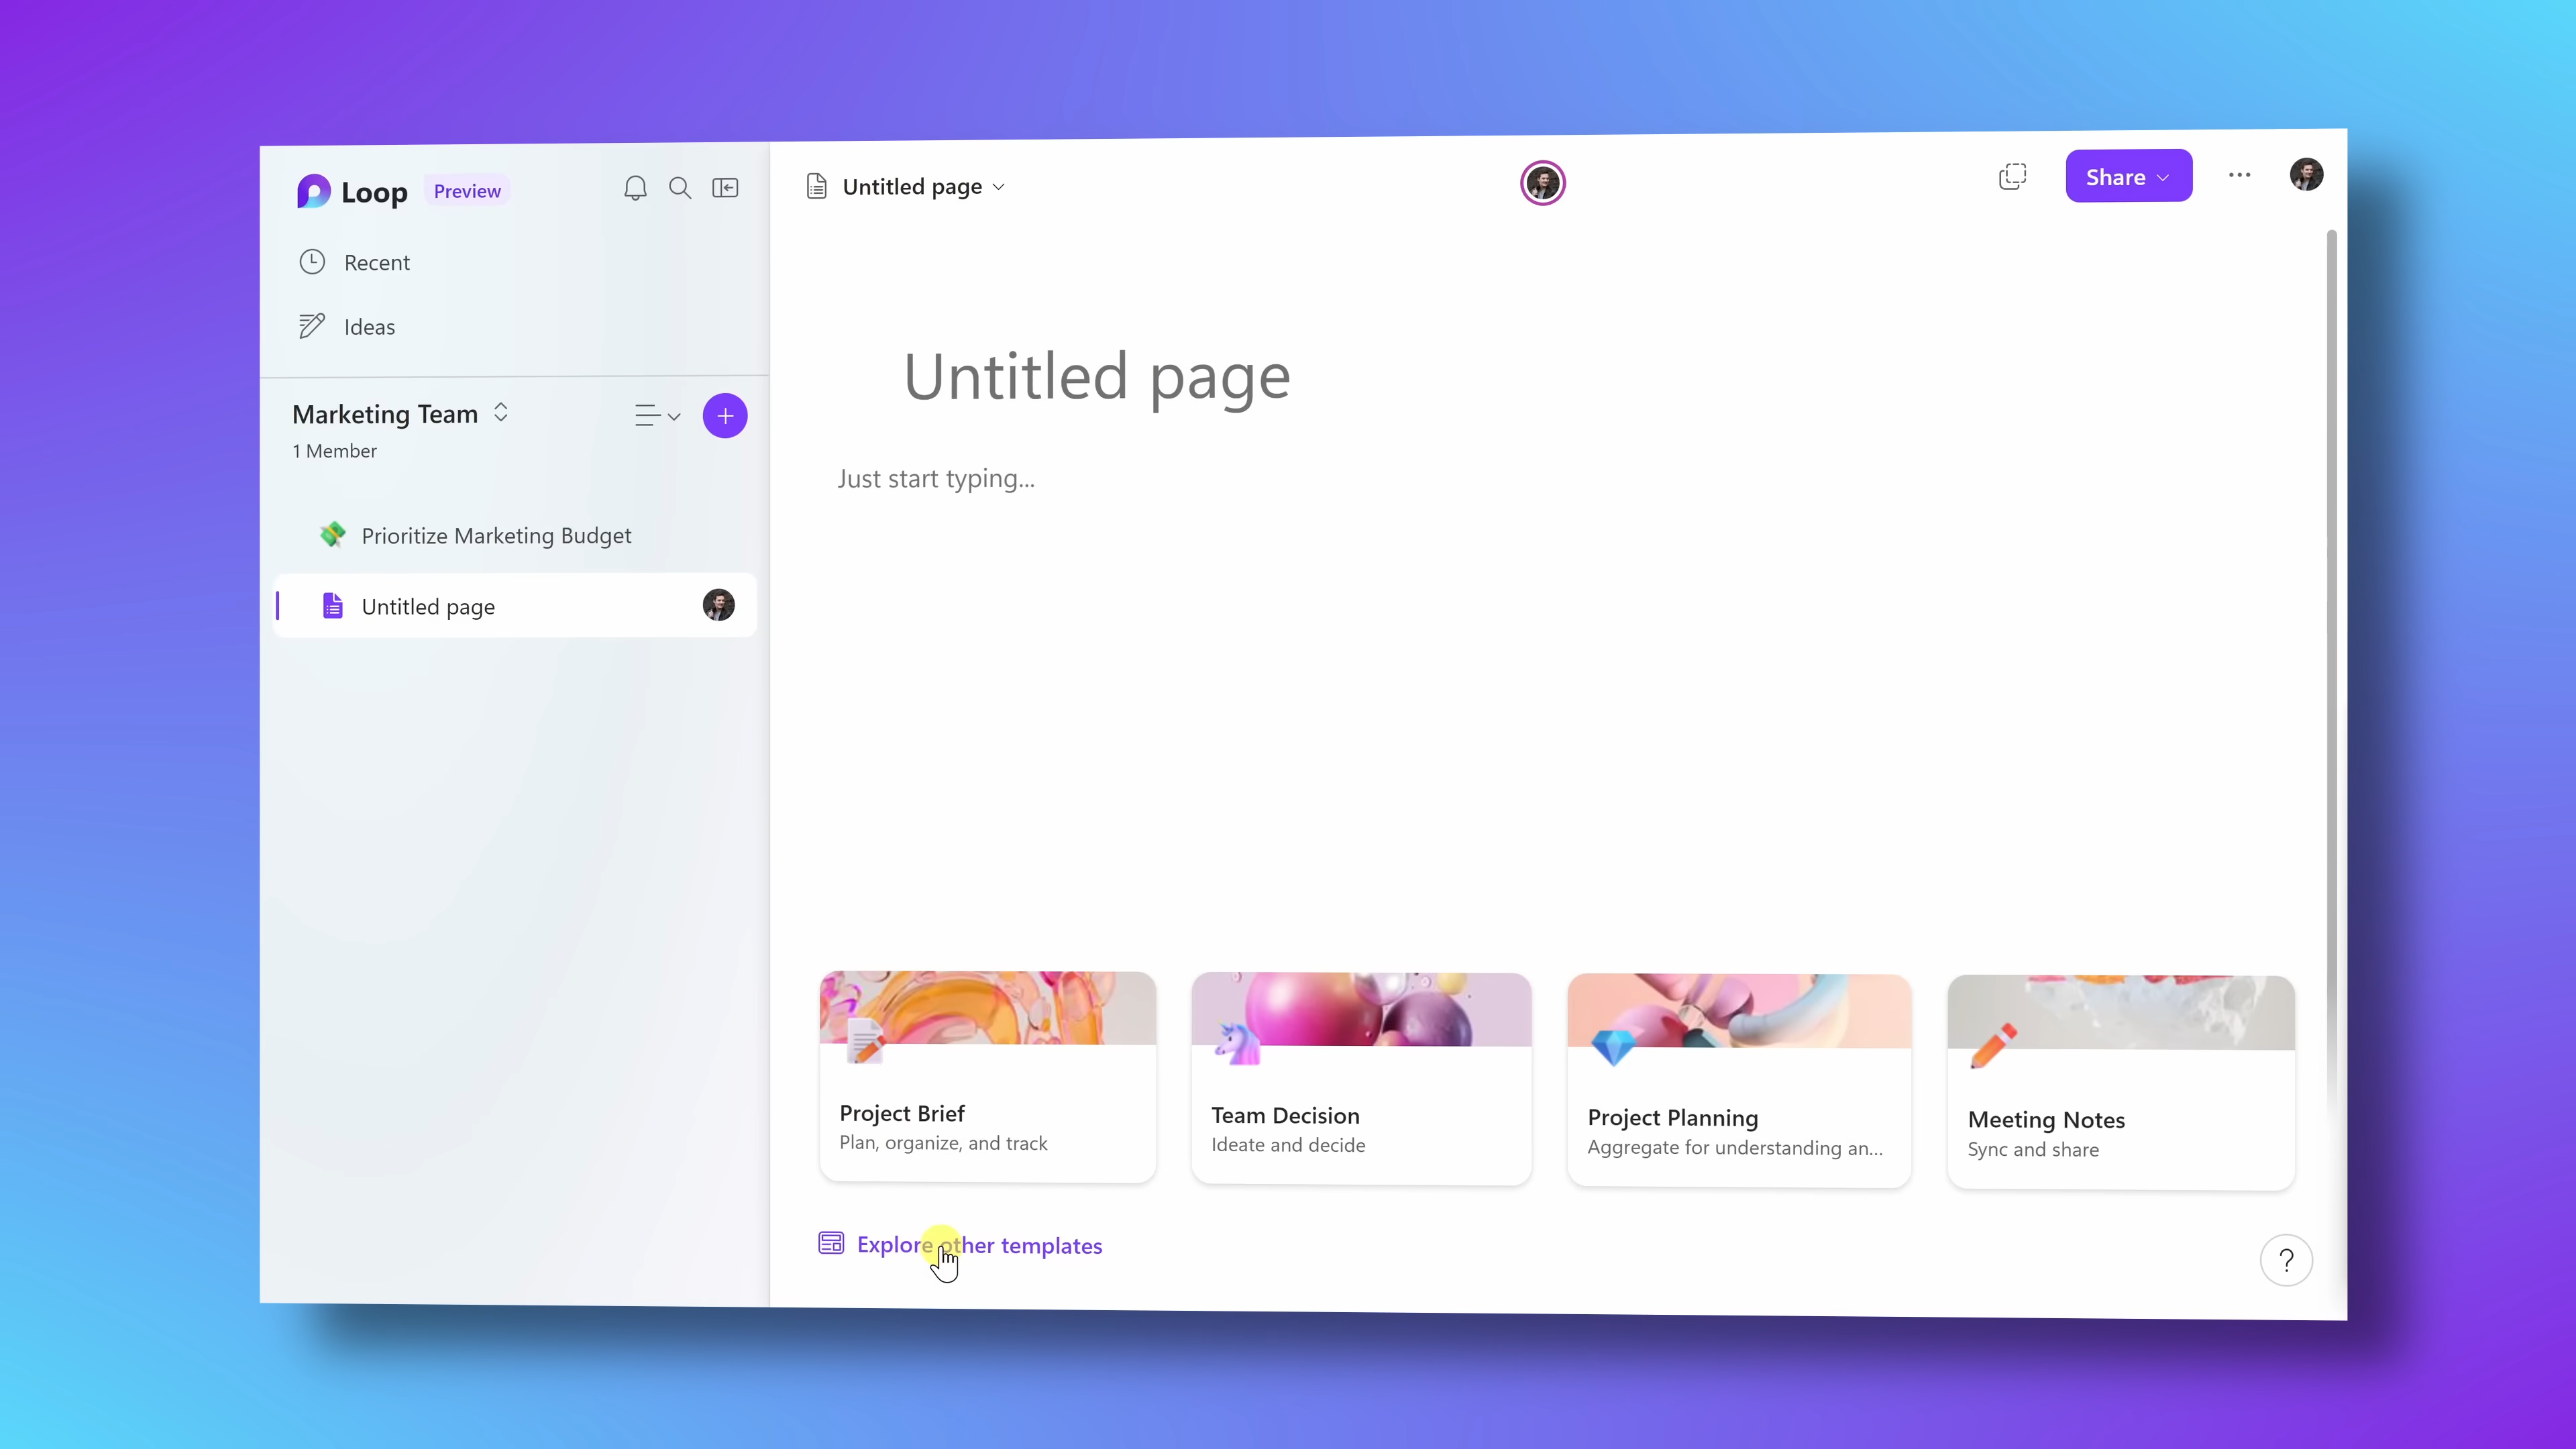 Loop Preview
Recent
Ideas
Marketing Team
1 Member
Prioritize Marketing Budget
Untitled page
Untitled page
Share
Untitled page
Just start typing...
Project Brief
Plan, organize, and track
Team Decision
Ideate and decide
Project Planning
Aggregate for understanding an...
Meeting Notes
Sync and share
Explore other templates
?